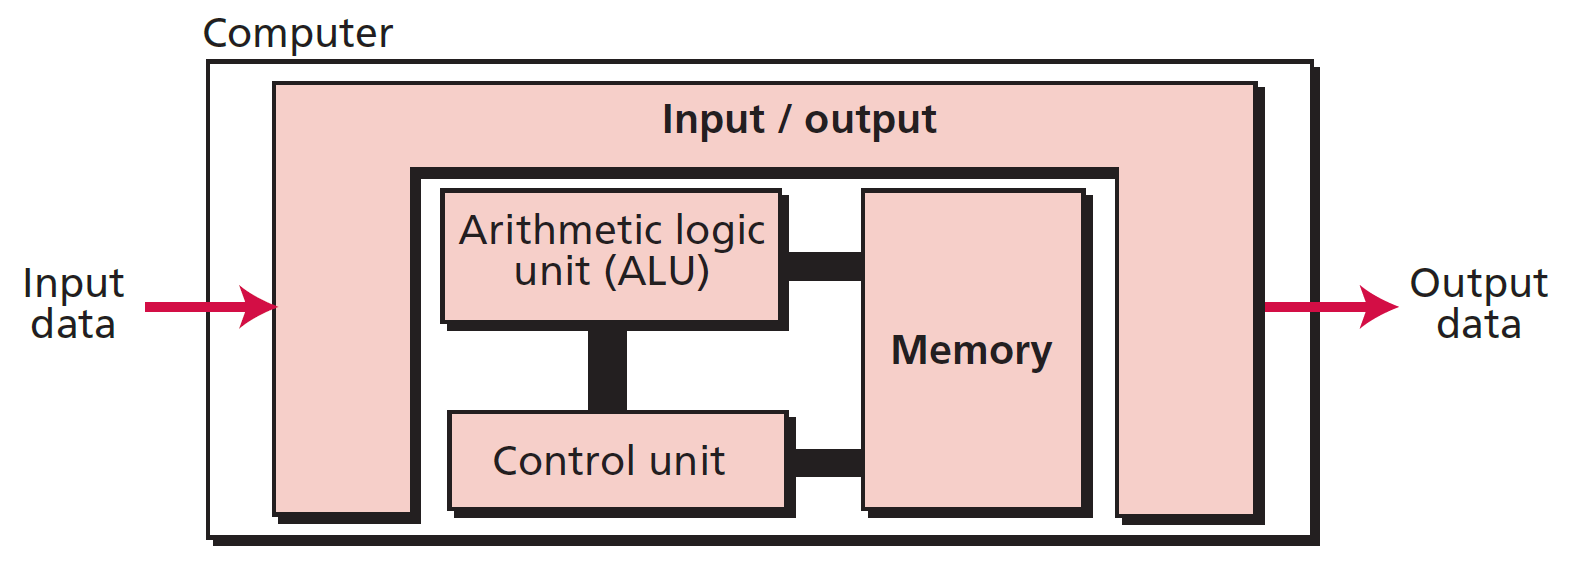 Computer
Input / output
Arithmetic logic
unit (ALU)
Input
data
Memory
Output
data
Control unit